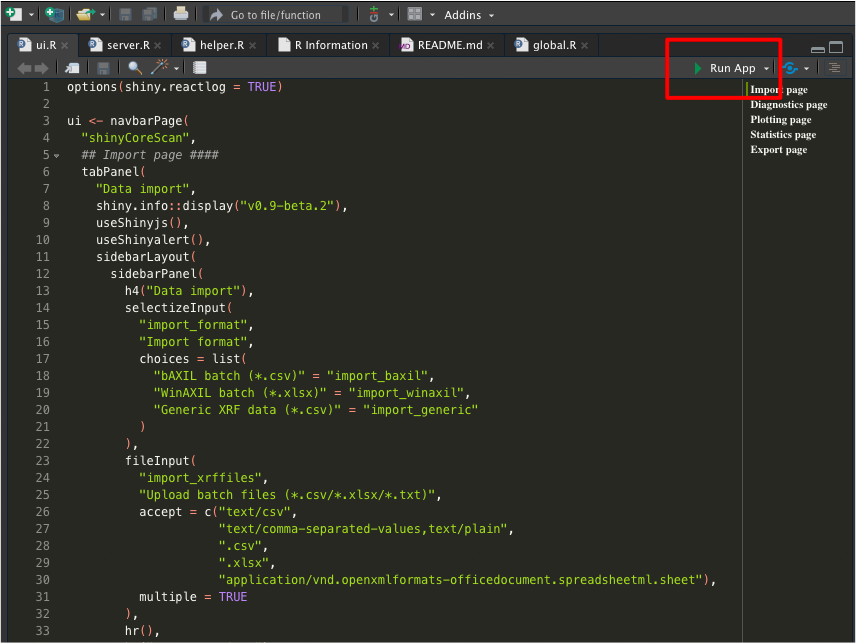 Go to file/function
Addins
ui.R
server.R
helper.R
R Information
README.md
global.R
Run App
1 options(shiny.reactlog = TRUE)
2
3 ui <- navbarPage(
4   "shinyCoreScan",
5   ## Import page ####
6   tabPanel(
7     "Data import",
8     shiny.info::display("v0.9-beta.2"),
9     useShinyjs(),
10     useShinyalert(),
11     sidebarLayout(
12       sidebarPanel(
13         h4("Data import"),
14         selectizeInput(
15           "import_format",
16           "Import format",
17           choices = list(
18             "bAXIL batch (*.csv)" = "import_baxil",
19             "WinAXIL batch (*.xlsx)" = "import_winaxil",
20             "Generic XRF data (*.csv)" = "import_generic"
21           )
22         ),
23         fileInput(
24           "import_xrffiles",
25           "Upload batch files (*.csv/*.xlsx/*.txt)",
26           accept = c("text/csv",
27                      "text/comma-separated-values,text/plain",
28                      ".csv",
29                      ".xlsx",
30                      "application/vnd.openxmlformats-officedocument.spreadsheetml.sheet"),
31           multiple = TRUE
32         ),
33         hr(),
Import page
Diagnostics page
Plotting page
Statistics page
Export page